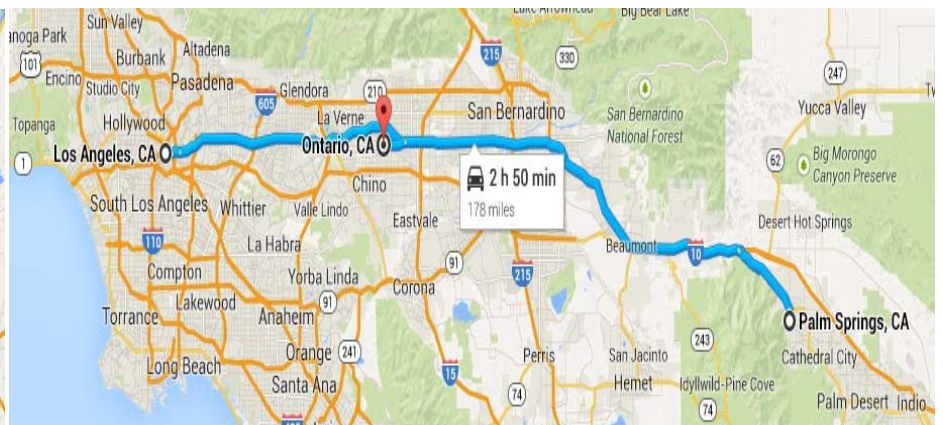 Sun Valley
Burbank
Altadena
Encino
Studio City
Pasadena
Glendora
Topanga
Hollywood
La Verne
San Bernardino
San Bernardino
National Forest
Big Bear Lake
Yucca Valley
Big Morongo
Canyon Preserve
Los Angeles, CA
Ontario, CA
2 h 50 min
178 miles
Chino
South Los Angeles
Whittier
Valle Lindo
Eastvale
Desert Hot Springs
La Habra
Beaumont
Compton
Yorba Linda
Corona
Lakewood
Torrance
Anaheim
Palm Springs, CA
Cathedral City
Long Beach
Orange
Santa Ana
Perris
San Jacinto
Hemet
Idyllwild-Pine Cove
Palm Desert
Indio
101
605
210
215
330
247
1
62
110
91
91
215
10
241
15
74
243
74